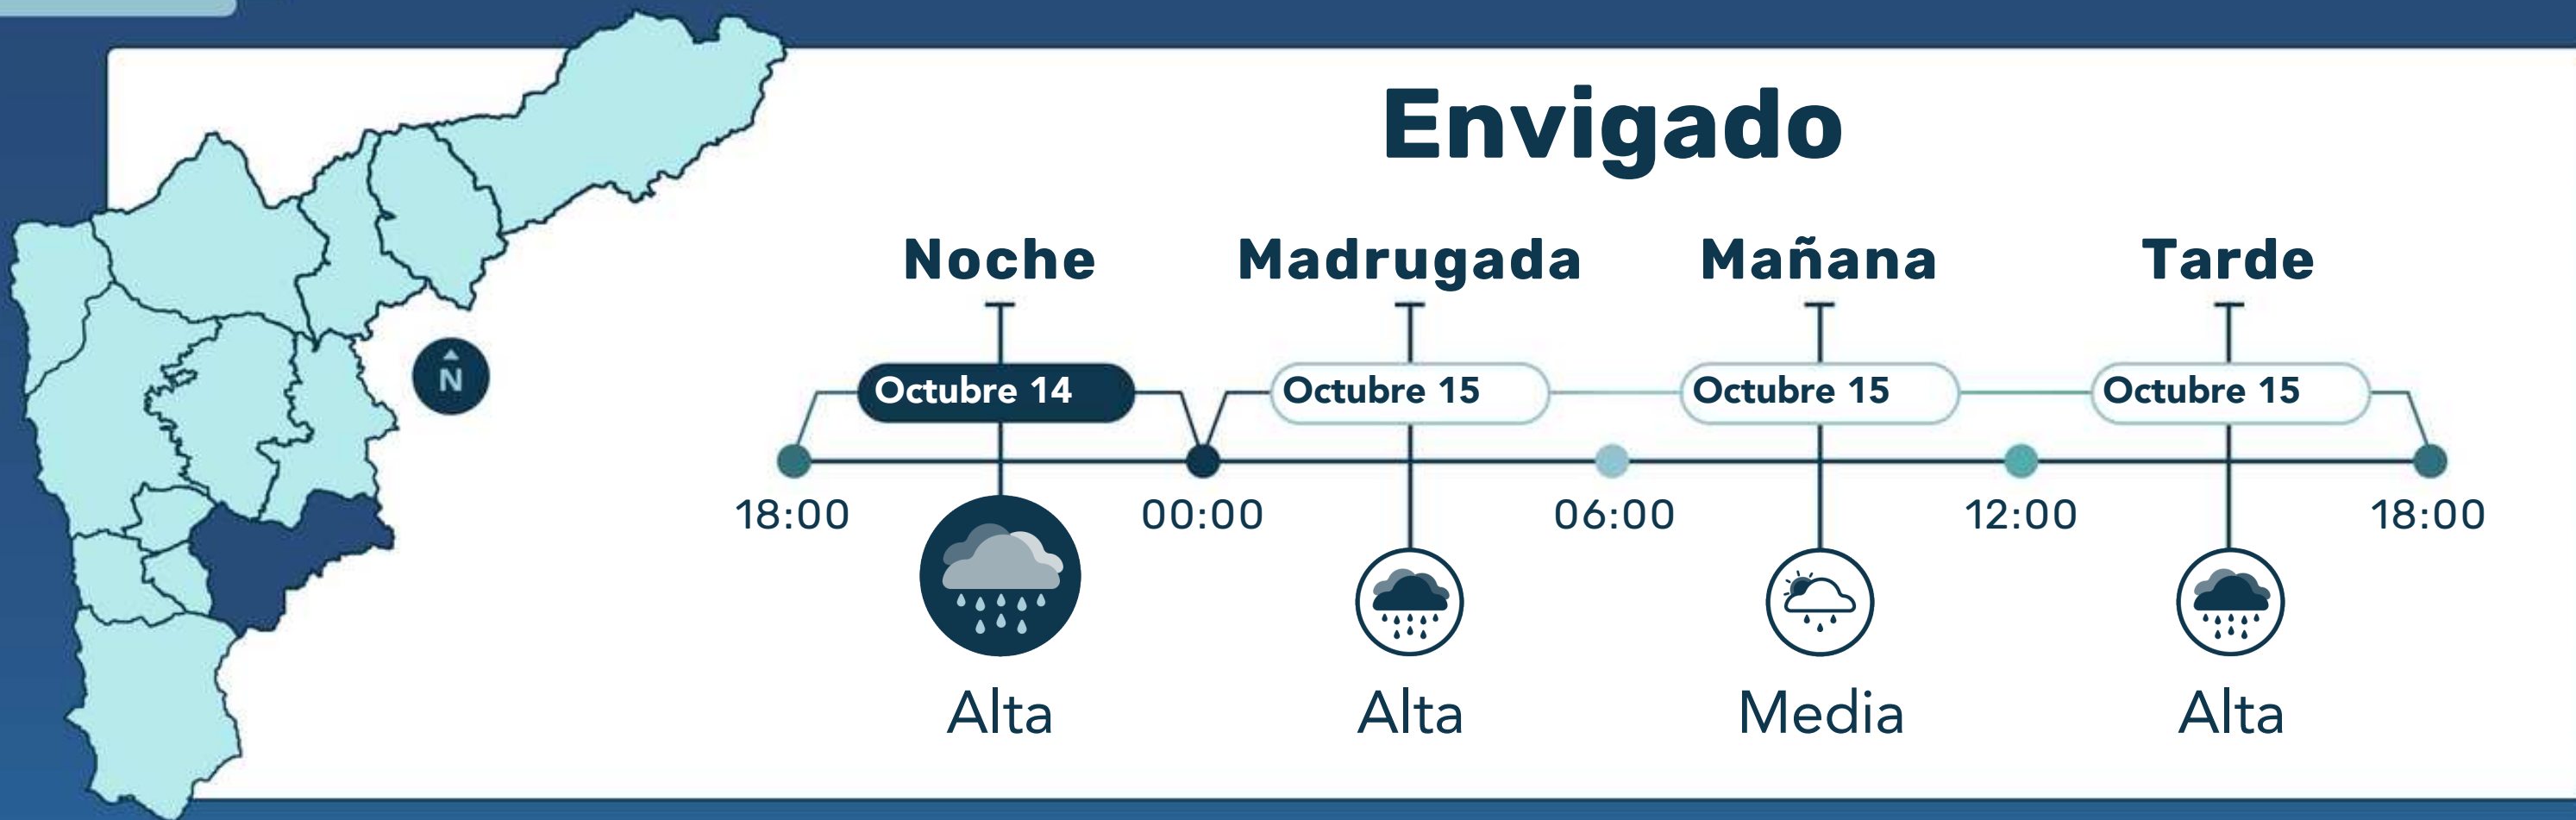 Envigado
Noche
Madrugada
Mañana
Tarde
N
Octubre 14
Octubre 15
Octubre 15
Octubre 15
18:00
00:00
06:00
12:00
18:00
Alta
Alta
Media
Alta